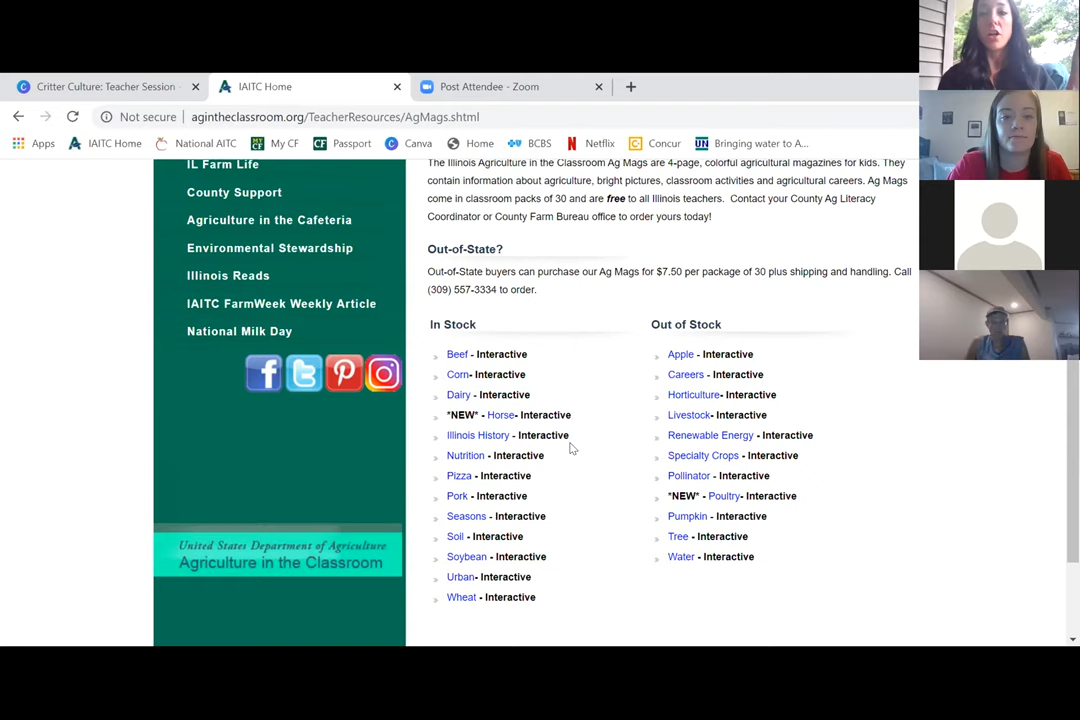 Critter Culture: Teacher Session
IAITC Home
Post Attendee - Zoom
Not secure
agintheclassroom.org/TeacherResources/AgMags.shtml
Apps
IAITC Home
National AITC
MY CF
My CF
CF
Passport
Canva
Home
BCBS
Netflix
Concur
UN
Bringing water to A...
IL Farm Life
County Support
Agriculture in the Cafeteria
Environmental Stewardship
Illinois Reads
IAITC FarmWeek Weekly Article
National Milk Day
United States Department of Agriculture
Agriculture in the Classroom
The Illinois Agriculture in the Classroom Ag Mags are 4-page, colorful agricultural magazines for kids. They
contain information about agriculture, bright pictures, classroom activities and agricultural careers. Ag Mags
come in classroom packs of 30 and are free to all Illinois teachers. Contact your County Ag Literacy
Coordinator or County Farm Bureau office to order yours today!
Out-of-State?
Out-of-State buyers can purchase our Ag Mags for $7.50 per package of 30 plus shipping and handling. Call
(309) 557-3334 to order.
In Stock
Beef - Interactive
Corn- Interactive
Dairy - Interactive
*NEW* - Horse- Interactive
Illinois History - Interactive
Nutrition - Interactive
Pizza - Interactive
Pork - Interactive
Seasons - Interactive
Soil - Interactive
Soybean - Interactive
Urban- Interactive
Wheat - Interactive
Out of Stock
Apple - Interactive
Careers - Interactive
Horticulture- Interactive
Livestock- Interactive
Renewable Energy - Interactive
Specialty Crops - Interactive
Pollinator - Interactive
*NEW* - Poultry- Interactive
Pumpkin - Interactive
Tree - Interactive
Water - Interactive